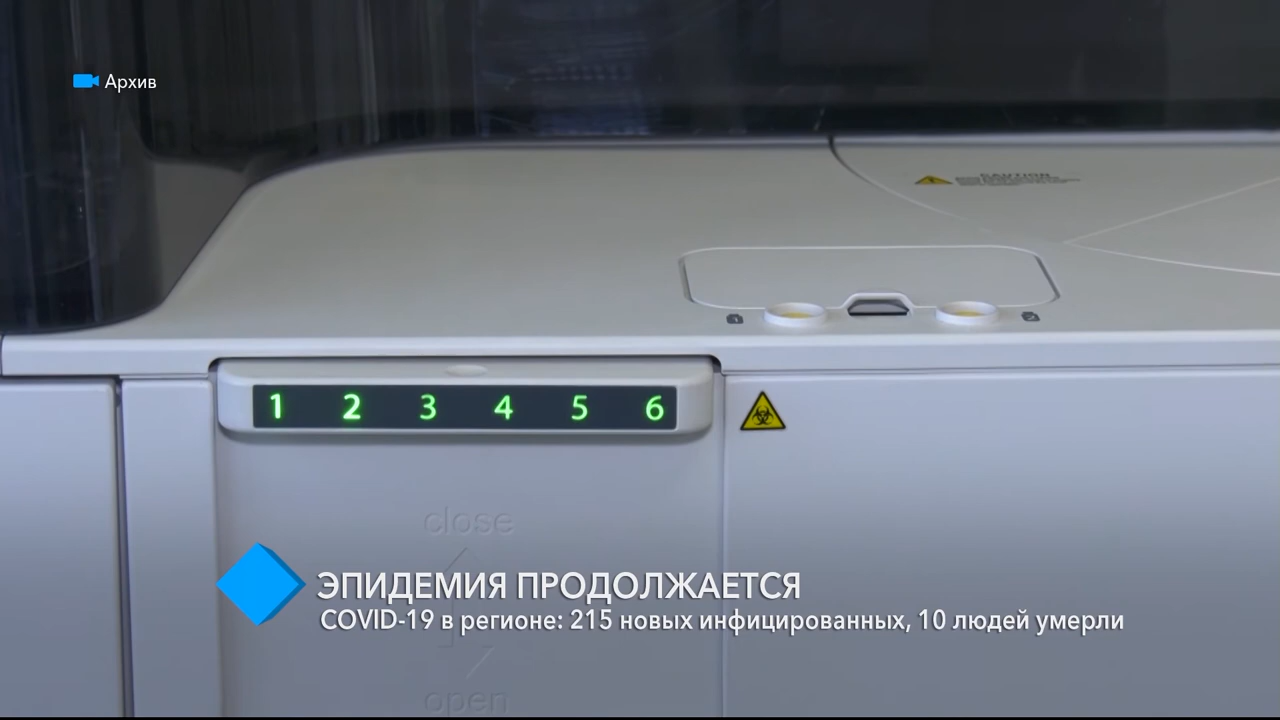 Архив
CAUTION
1 2 3 4 5 6
close
ЭПИДЕМИЯ ПРОДОЛЖАЕТСЯ
COVID-19 в регионе: 215 новых инфицированных, 10 людей умерли
open